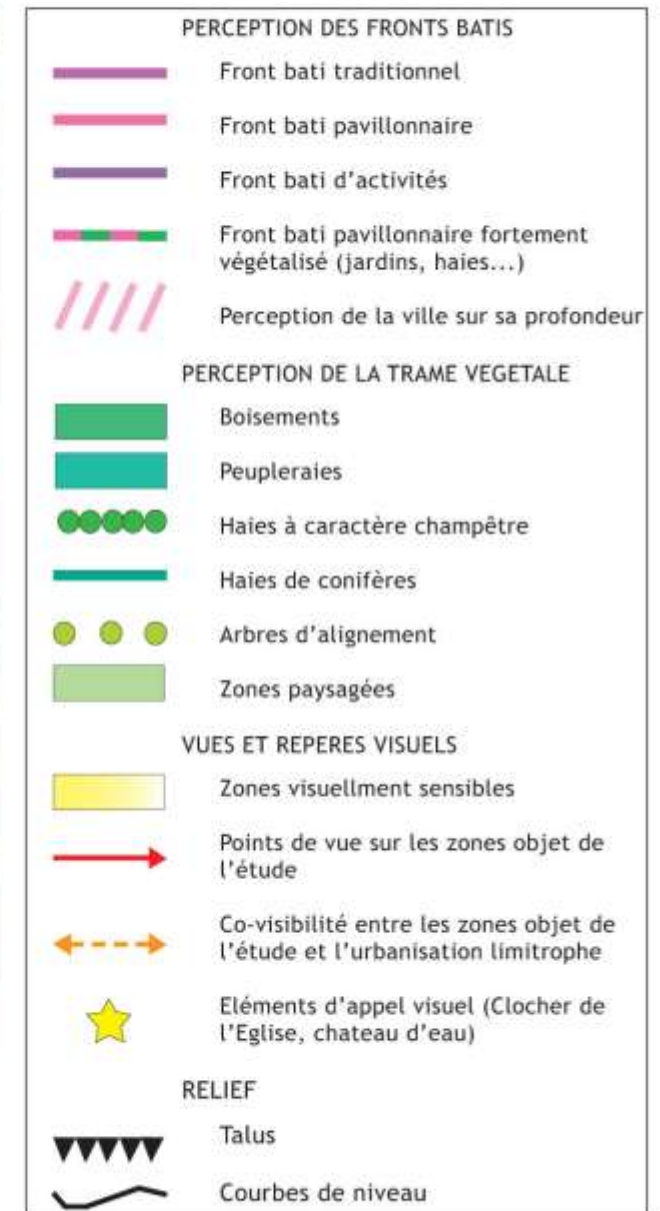 PERCEPTION DES FRONTS BATIS
Front bati traditionnel
Front bati pavillonnaire
Front bati d'activités
Front bati pavillonnaire fortement
végétalisé (jardins, haies...)
Perception de la ville sur sa profondeur
PERCEPTION DE LA TRAME VEGETALE
Boisements
Peupleraies
Haies à caractère champêtre
Haies de conifères
Arbres d'alignement
Zones paysagées
VUES ET REPERES VISUELS
Zones visuellment sensibles
Points de vue sur les zones objet de
l'étude
Co-visibilité entre les zones objet de
l'étude et l'urbanisation limitrophe
Eléments d'appel visuel (Clocher de
l'Eglise, chateau d'eau)
RELIEF
Talus
Courbes de niveau